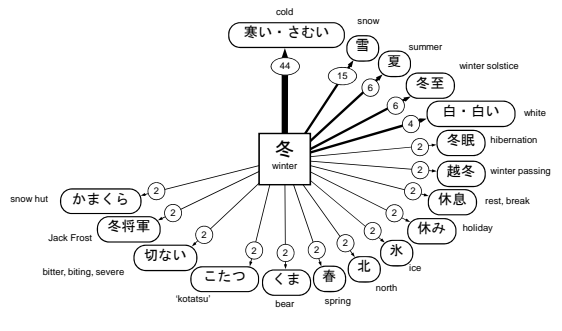 cold
寒い・さむい
44
snow
雪
15
summer
夏
6
winter solstice
冬至
6
white
白・白い
4
冬
winter
hibernation
冬眠
2
winter passing
越冬
2
rest, break
休息
2
holiday
休み
2
ice
氷
2
north
北
2
spring
春
2
bear
くま
2
'kotatsu'
こたつ
2
bitter, biting, severe
切ない
2
Jack Frost
冬将軍
2
snow hut
かまくら
2